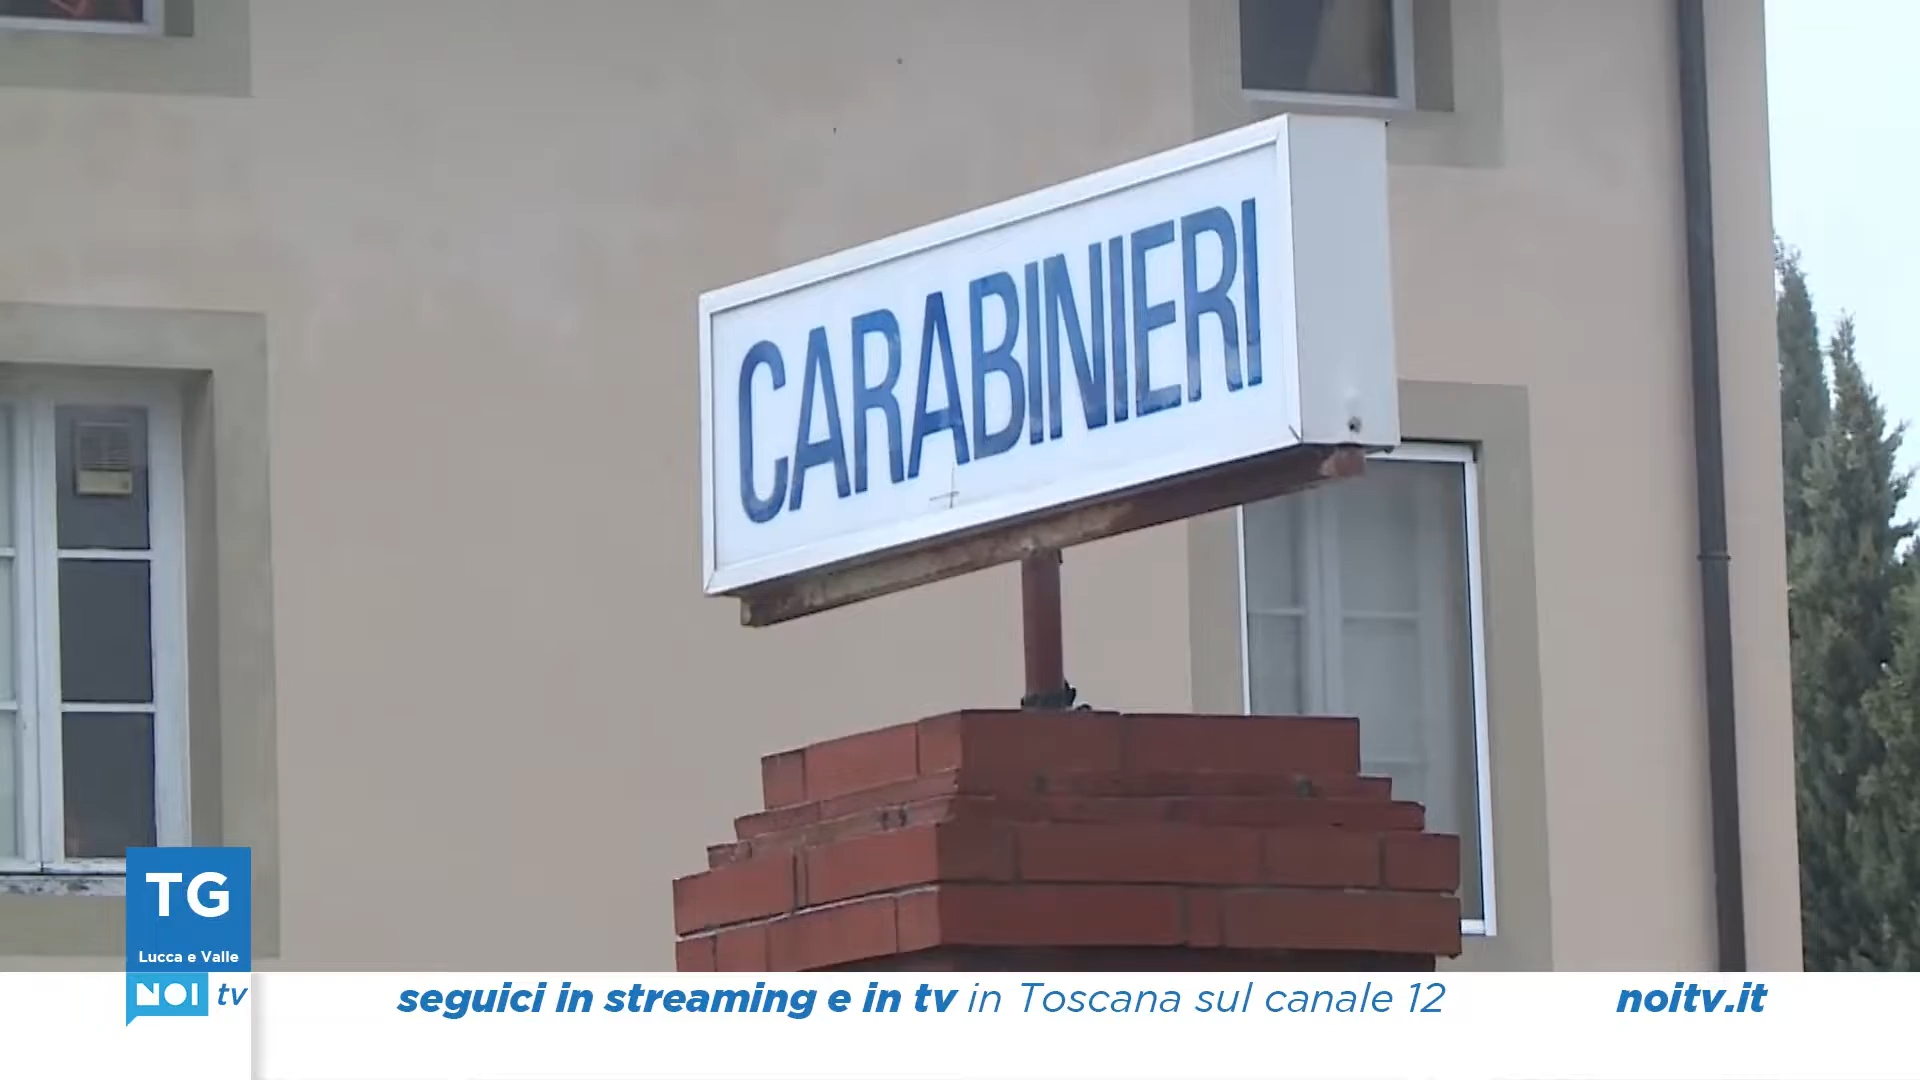 CARABINIERI
TG
Lucca e Valle
NOI tv
seguici in streaming e in tv in Toscana sul canale 12
noitv.it